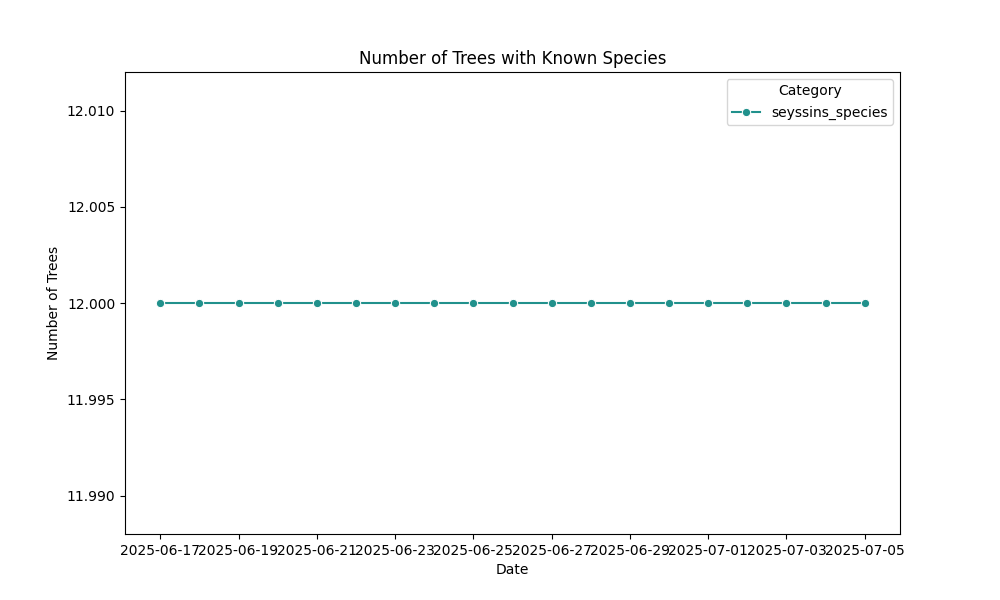 Number of Trees with Known Species
Category
seyssins_species
12.010
12.005
12.000
11.995
11.990
Number of Trees
2025-06-17 2025-06-19 2025-06-21 2025-06-23 2025-06-25 2025-06-27 2025-06-29 2025-07-01 2025-07-03 2025-07-05
Date